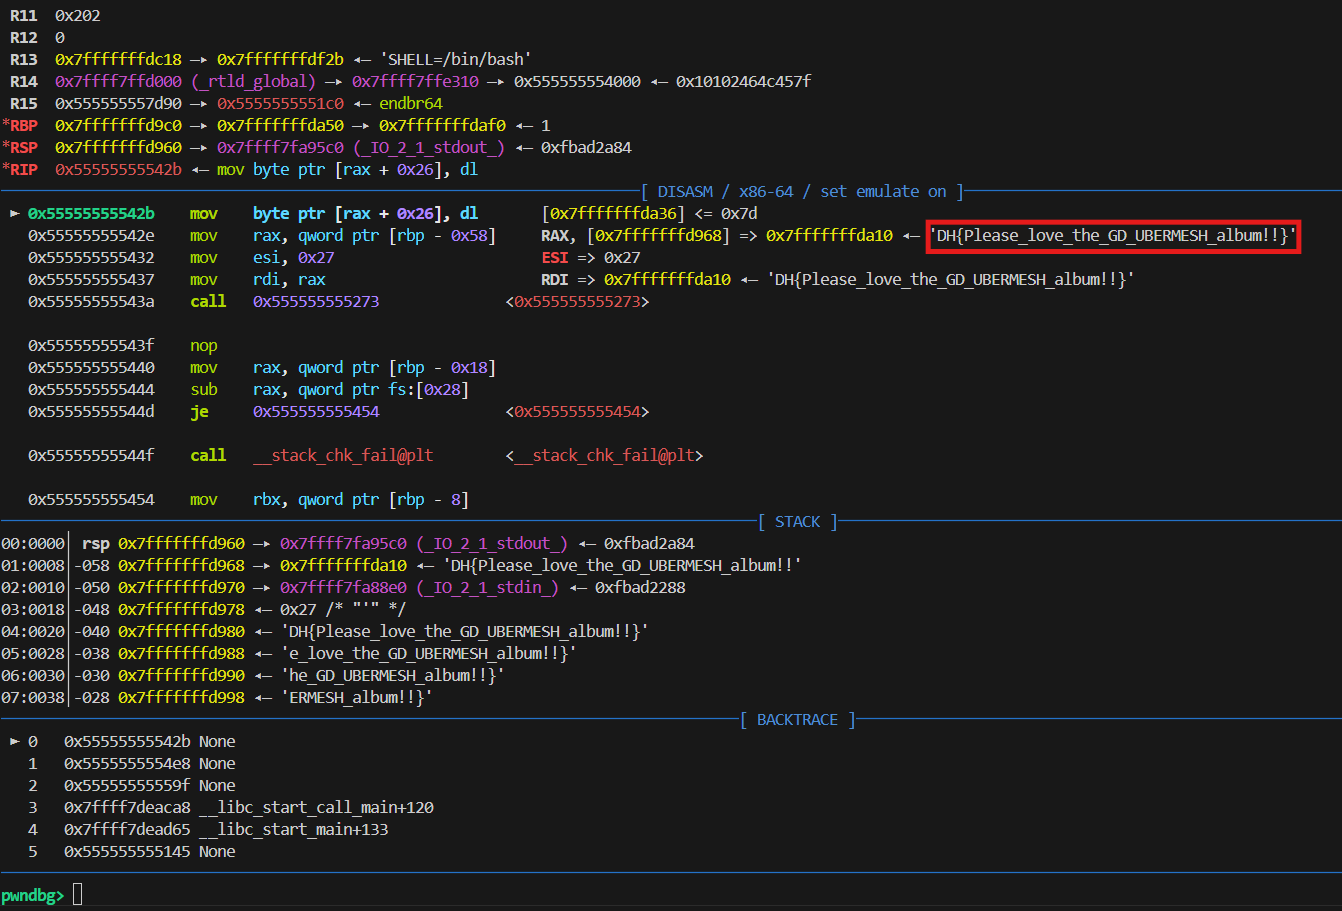 R11  0x202
R12  0
R13  0x7fffffffdc18 —▸ 0x7fffffffdf2b ◂— 'SHELL=/bin/bash'
R14  0x7ffff7ffd000 (_rtld_global) —▸ 0x7ffff7ffe310 —▸ 0x555555554000 ◂— 0x10102464c457f
R15  0x555555557d90 —▸ 0x5555555551c0 ◂— endbr64
*RBP  0x7fffffffd9c0 —▸ 0x7fffffffda50 —▸ 0x7fffffffdaf0 ◂— 1
*RSP  0x7fffffffd960 —▸ 0x7ffff7fa95c0 (_IO_2_1_stdout_) ◂— 0xfbad2a84
*RIP  0x55555555542b ◂— mov byte ptr [rax + 0x26], dl
[ DISASM / x86-64 / set emulate on ]
► 0x55555555542b    mov    byte ptr [rax + 0x26], dl       [0x7fffffffda36] <= 0x7d
0x55555555542e    mov    rax, qword ptr [rbp - 0x58]     RAX, [0x7fffffffd968] => 0x7fffffffda10 ◂— 'DH{Please_love_the_GD_UBERMESH_album!!}'
0x555555555432    mov    esi, 0x27                       ESI => 0x27
0x555555555437    mov    rdi, rax                        RDI => 0x7fffffffda10 ◂— 'DH{Please_love_the_GD_UBERMESH_album!!}'
0x55555555543a    call   0x555555555273              <0x555555555273>
0x55555555543f    nop
0x555555555440    mov    rax, qword ptr [rbp - 0x18]
0x555555555444    sub    rax, qword ptr fs:[0x28]
0x55555555544d    je     0x555555555454              <0x555555555454>
0x55555555544f    call   __stack_chk_fail@plt        <__stack_chk_fail@plt>
0x555555555454    mov    rbx, qword ptr [rbp - 8]
[ STACK ]
00:0000│ rsp 0x7fffffffd960 —▸ 0x7ffff7fa95c0 (_IO_2_1_stdout_) ◂— 0xfbad2a84
01:0008│-058 0x7fffffffd968 —▸ 0x7fffffffda10 ◂— 'DH{Please_love_the_GD_UBERMESH_album!!'
02:0010│-050 0x7fffffffd970 —▸ 0x7ffff7fa88e0 (_IO_2_1_stdin_) ◂— 0xfbad2288
03:0018│-048 0x7fffffffd978 ◂— 0x27 /* "'" */
04:0020│-040 0x7fffffffd980 ◂— 'DH{Please_love_the_GD_UBERMESH_album!!}'
05:0028│-038 0x7fffffffd988 ◂— 'e_love_the_GD_UBERMESH_album!!}'
06:0030│-030 0x7fffffffd990 ◂— 'he_GD_UBERMESH_album!!}'
07:0038│-028 0x7fffffffd998 ◂— 'ERMESH_album!!}'
[ BACKTRACE ]
► 0   0x55555555542b None
1   0x5555555554e8 None
2   0x55555555559f None
3   0x7ffff7deaca8 __libc_start_call_main+120
4   0x7ffff7dead65 __libc_start_main+133
5   0x555555555145 None
pwndbg>